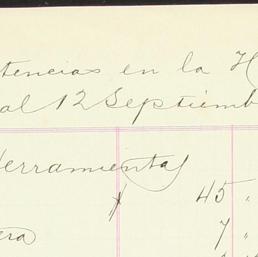 tencias en la H
al 12 Septiemb
Herramientas
45 "
7 "
era